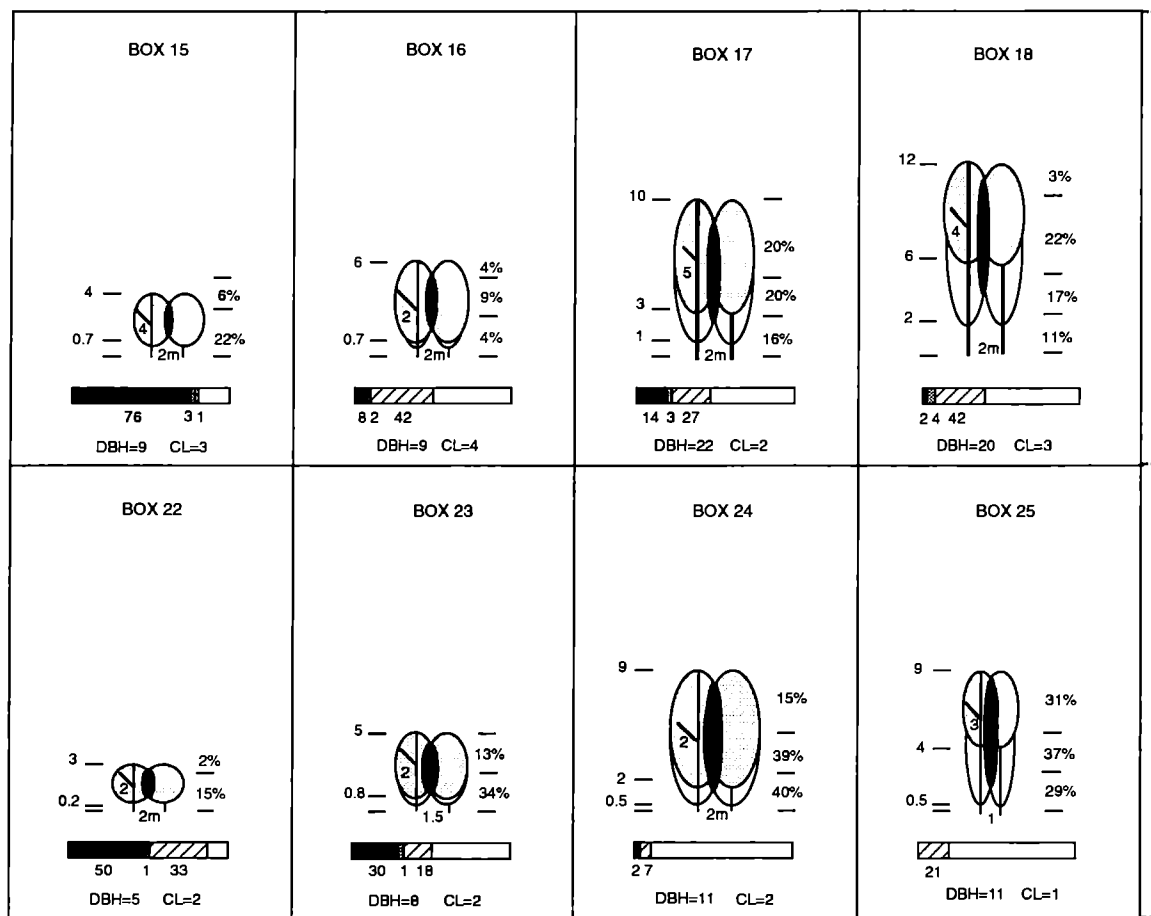 BOX 15
4
6%
4
0.7
22%
2m
76 3 1
DBH=9 CL=3
BOX 16
6
4%
9%
2
0.7
4%
2m
8 2 42
DBH=9 CL=4
BOX 17
10
20%
5
20%
3
1
16%
2m
14 3 27
DBH=22 CL=2
BOX 18
12
3%
4
22%
6
17%
2
11%
2m
2 4 42
DBH=20 CL=3
BOX 22
3
2%
2
15%
0.2
2m
50 1 33
DBH=5 CL=2
BOX 23
5
13%
2
0.8
34%
1.5
30 1 18
DBH=8 CL=2
BOX 24
9
15%
2
39%
2
40%
0.5
2m
2 7
DBH=11 CL=2
BOX 25
9
31%
3
4
37%
29%
0.5
1
21
DBH=11 CL=1